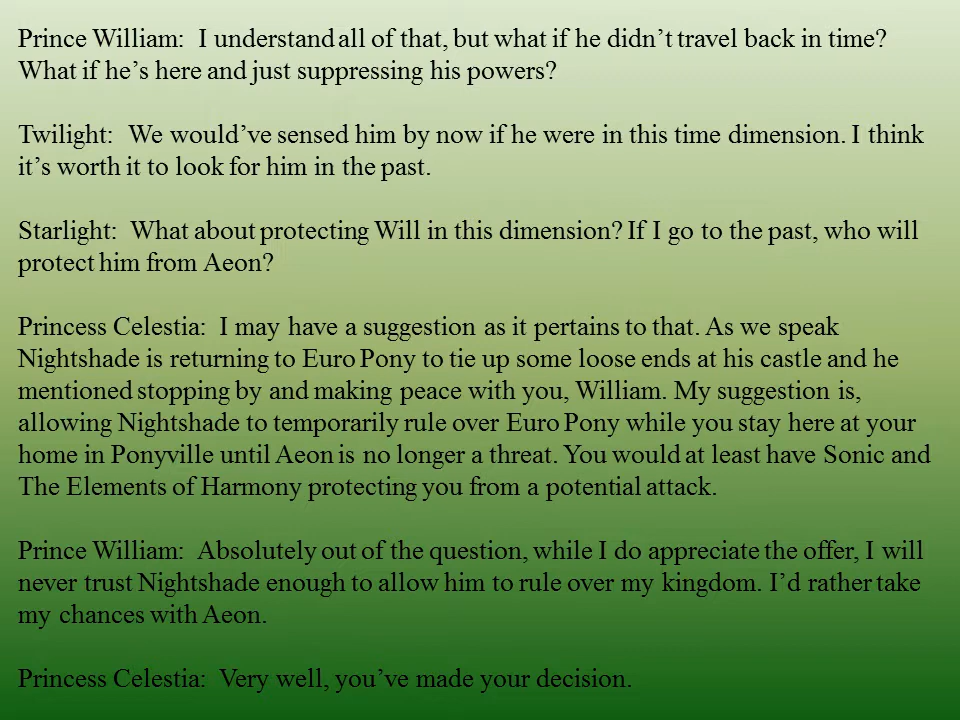 Prince William:  I understand all of that, but what if he didn’t travel back in time?
What if he’s here and just suppressing his powers?
Twilight:  We would’ve sensed him by now if he were in this time dimension. I think
it’s worth it to look for him in the past.
Starlight:  What about protecting Will in this dimension? If I go to the past, who will
protect him from Aeon?
Princess Celestia:  I may have a suggestion as it pertains to that. As we speak
Nightshade is returning to Euro Pony to tie up some loose ends at his castle and he
mentioned stopping by and making peace with you, William. My suggestion is,
allowing Nightshade to temporarily rule over Euro Pony while you stay here at your
home in Ponyville until Aeon is no longer a threat. You would at least have Sonic and
The Elements of Harmony protecting you from a potential attack.
Prince William:  Absolutely out of the question, while I do appreciate the offer, I will
never trust Nightshade enough to allow him to rule over my kingdom. I’d rather take
my chances with Aeon.
Princess Celestia:  Very well, you’ve made your decision.